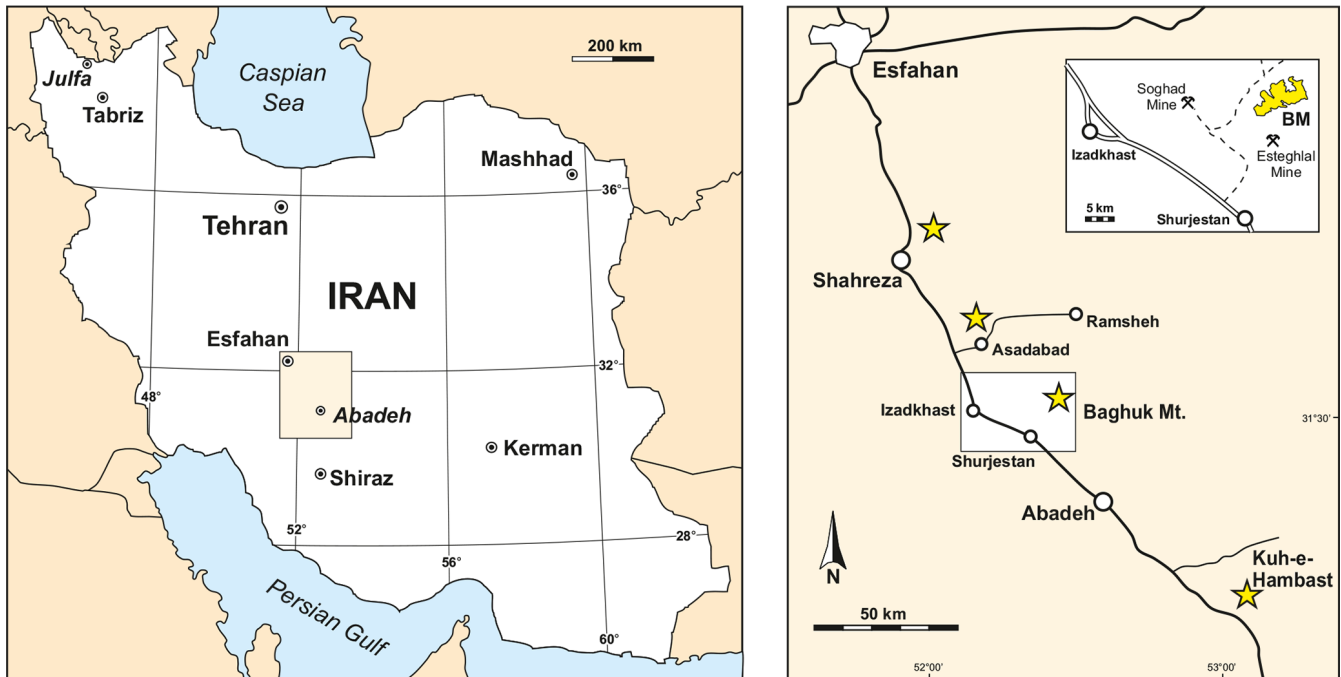 200 km
Caspian
Sea
Julfa
Tabriz
Mashhad
36°
Tehran
IRAN
Esfahan
32°
48°
Abadeh
Kerman
Shiraz
52°
28°
56°
Persian Gulf
60°
Esfahan
Soghad
Mine
BM
Izadkhast
Esteghlal
Mine
5 km
Shurjestan
Shahreza
Ramsheh
Asadabad
Izadkhast
Baghuk Mt.
31°30'
Shurjestan
Abadeh
N
Kuh-e-
Hambast
50 km
52°00'
53°00'